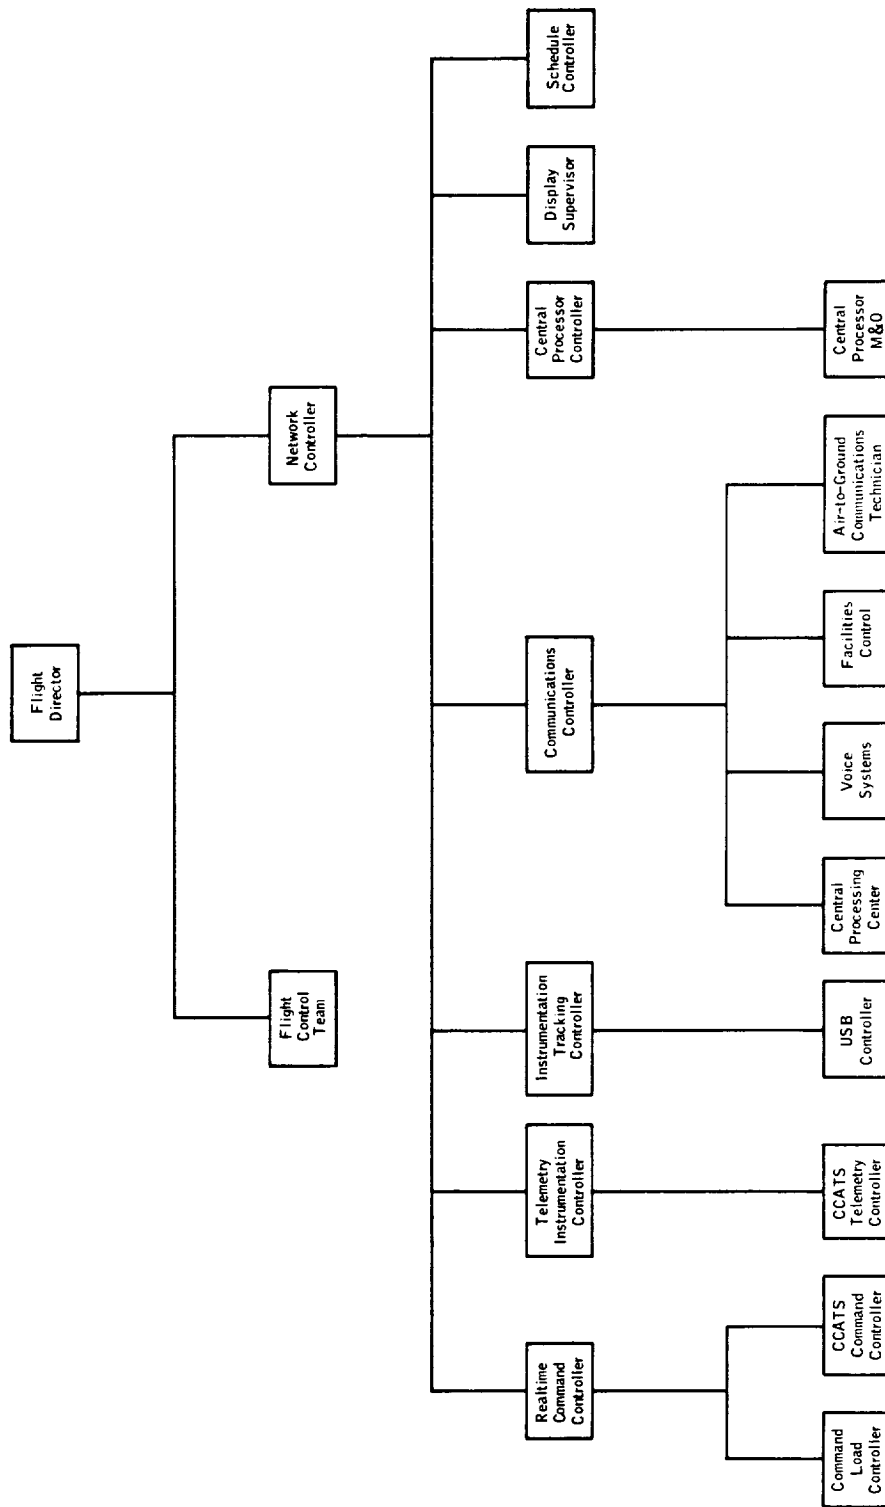 Flight
Director
Flight
Control
Team
Network
Controller
Realtime
Command
Controller
Telemetry
Instrumentation
Controller
Instrumentation
Tracking
Controller
Communications
Controller
Central
Processor
Controller
Display
Supervisor
Schedule
Controller
Command
Load
Controller
CCATS
Command
Controller
CCATS
Telemetry
Controller
USB
Controller
Central
Processing
Center
Voice
Systems
Facilities
Control
Air-to-Ground
Communications
Technician
Central
Processor
M&O